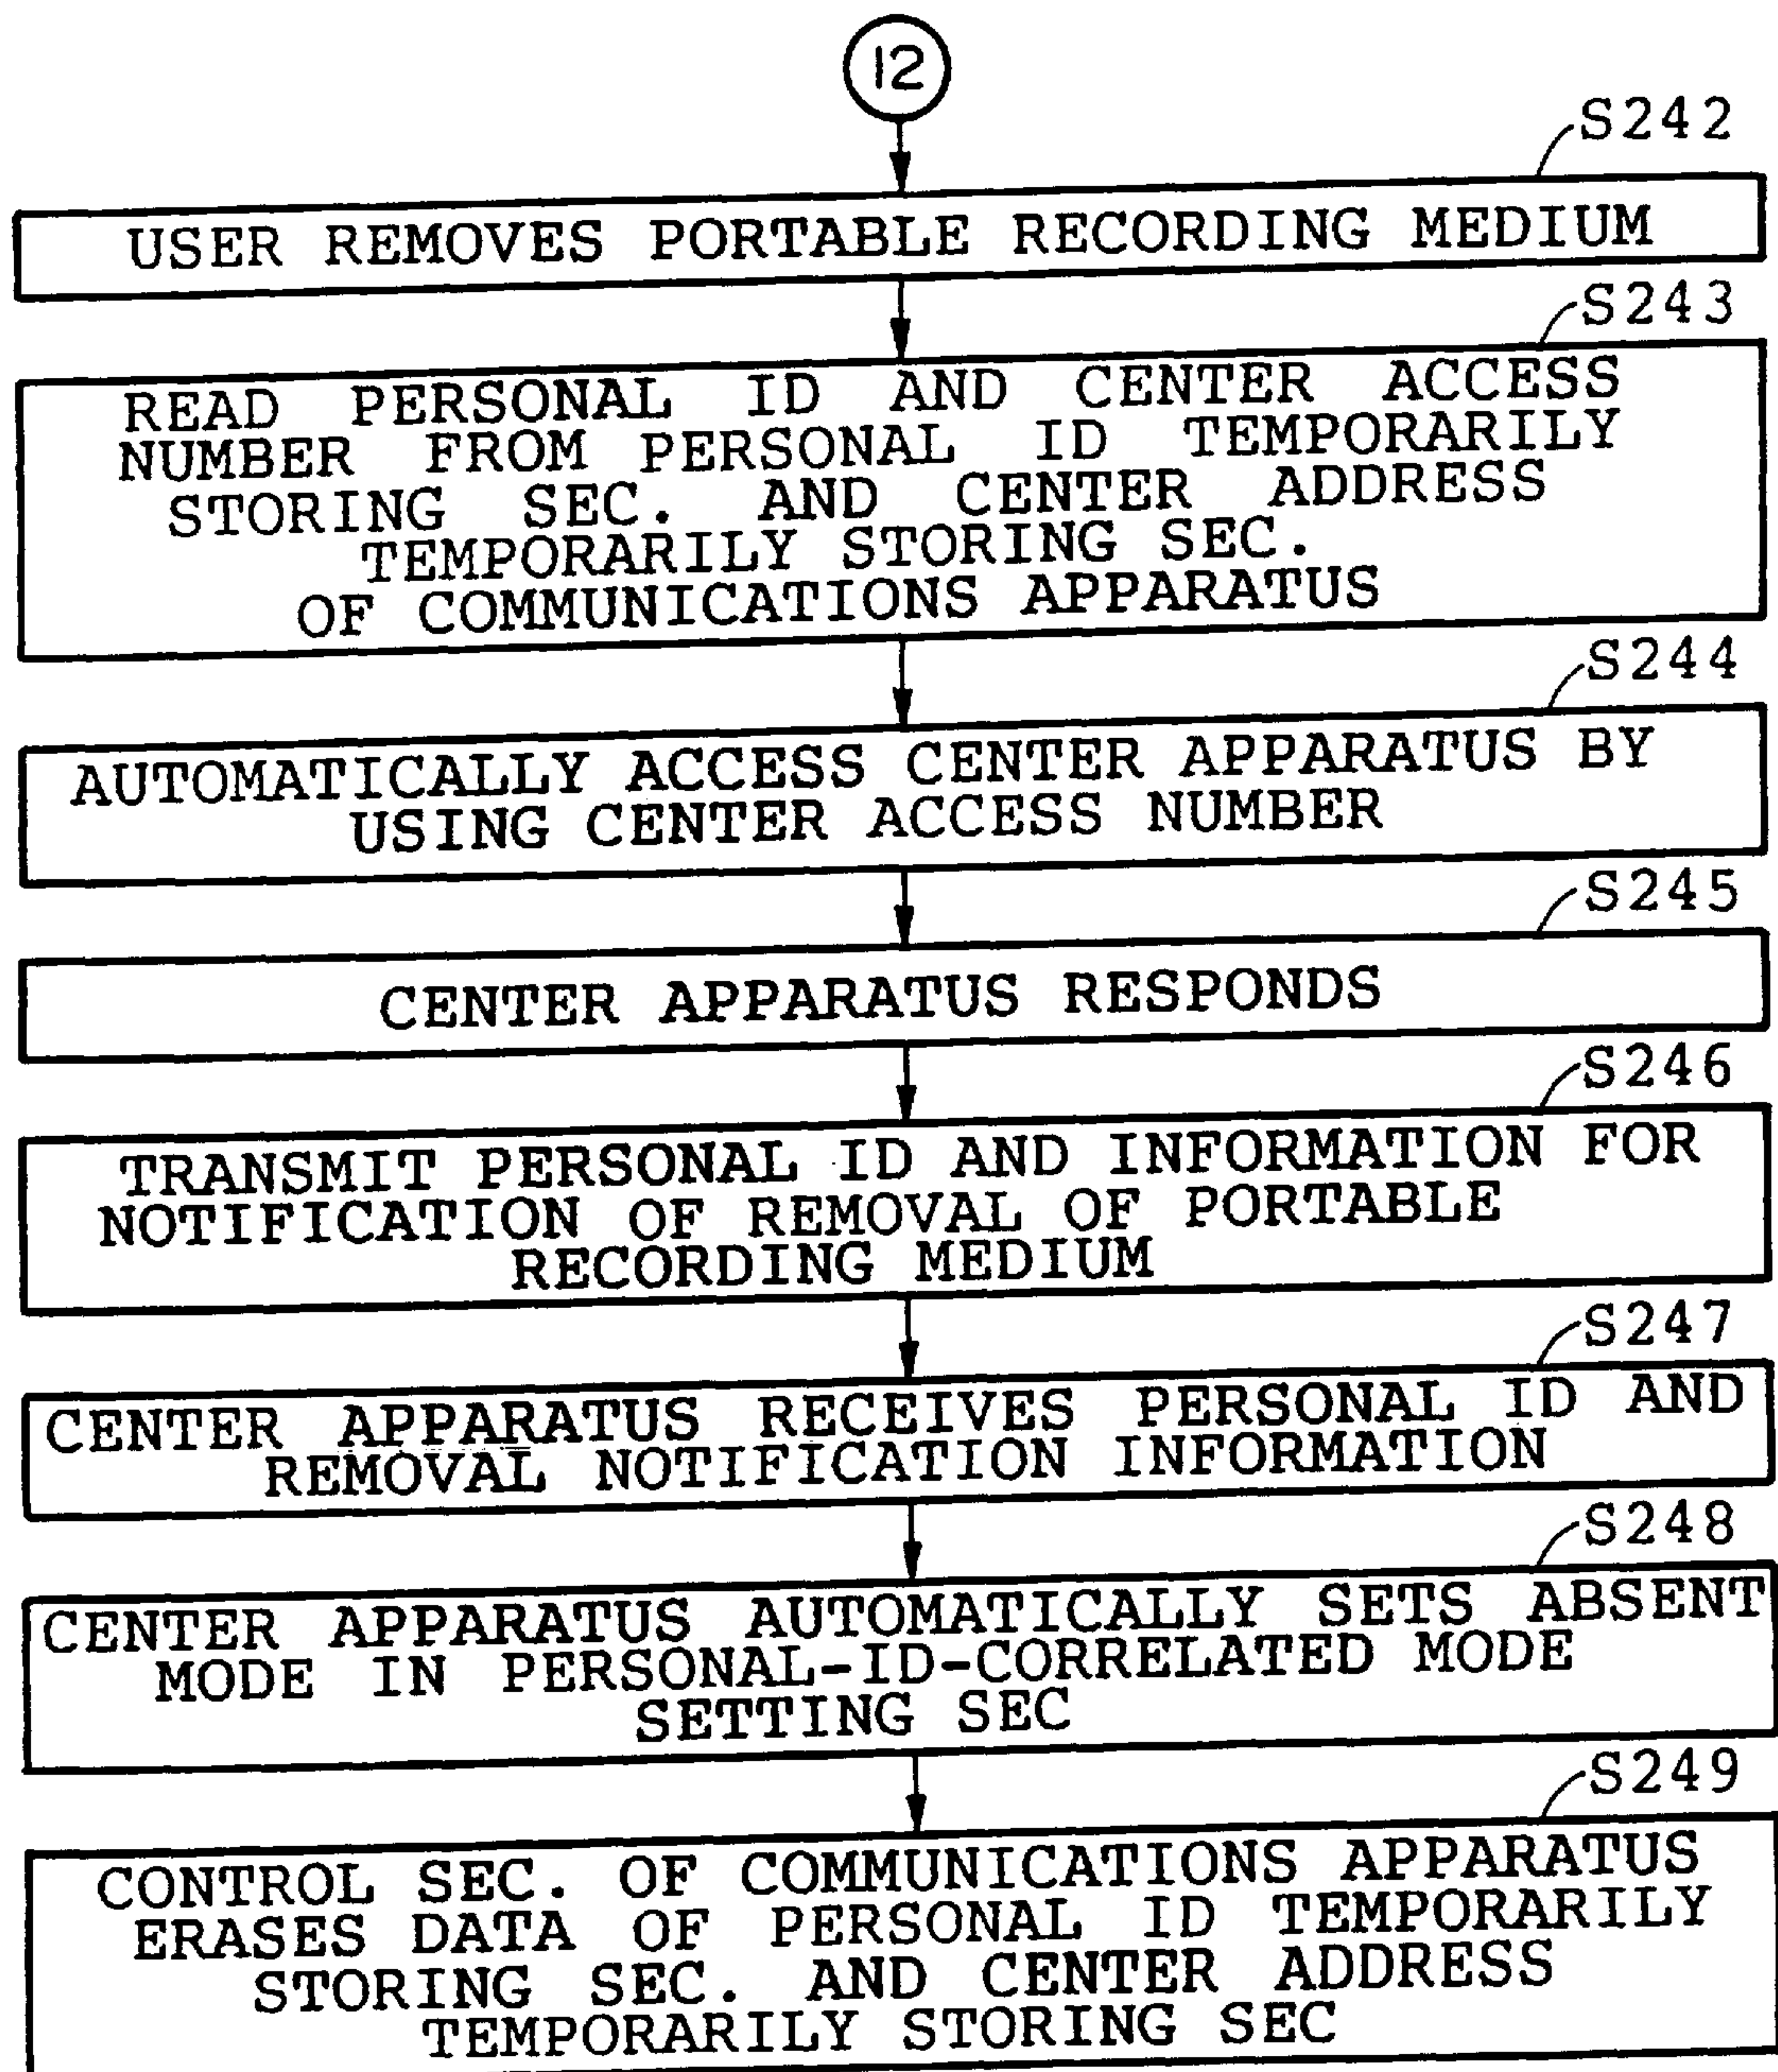 12
S242
USER REMOVES PORTABLE RECORDING MEDIUM
S243
READ PERSONAL ID AND CENTER ACCESS
NUMBER FROM PERSONAL ID TEMPORARILY
STORING SEC. AND CENTER ADDRESS
TEMPORARILY STORING SEC.
OF COMMUNICATIONS APPARATUS
S244
AUTOMATICALLY ACCESS CENTER APPARATUS BY
USING CENTER ACCESS NUMBER
S245
CENTER APPARATUS RESPONDS
S246
TRANSMIT PERSONAL ID AND INFORMATION FOR
NOTIFICATION OF REMOVAL OF PORTABLE
RECORDING MEDIUM
S247
CENTER APPARATUS RECEIVES PERSONAL ID AND
REMOVAL NOTIFICATION INFORMATION
S248
CENTER APPARATUS AUTOMATICALLY SETS ABSENT
MODE IN PERSONAL-ID-CORRELATED MODE
SETTING SEC
S249
CONTROL SEC. OF COMMUNICATIONS APPARATUS
ERASES DATA OF PERSONAL ID TEMPORARILY
STORING SEC. AND CENTER ADDRESS
TEMPORARILY STORING SEC